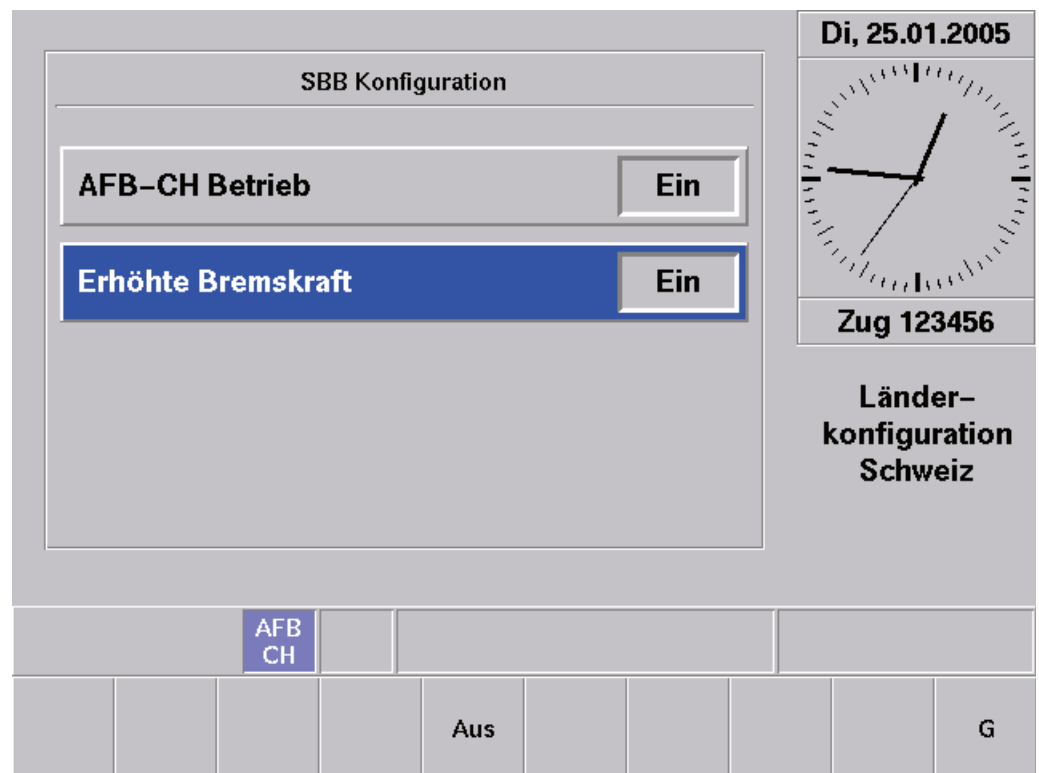 Di, 25.01.2005
SBB Konfiguration
AFB–CH Betrieb Ein
Erhöhte Bremskraft Ein
Zug 123456
Länder–
konfiguration
Schweiz
AFB
CH
Aus G